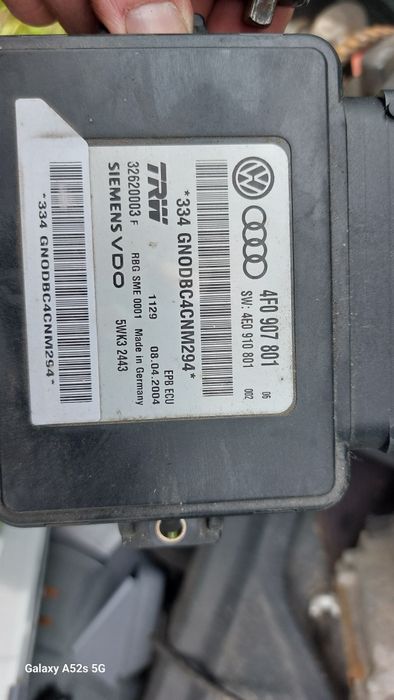 4F0 907 801 06
SW: 4E0 910 801 002
*334 GNODBC4CNM294*
TRW
32620003 F
SIEMENS VDO
EPB ECU
1129 08.04.2004
RBG SME 0001 Made in Germany
5WK3 2443
*334 GNODBC4CNM294*
Galaxy A52s 5G